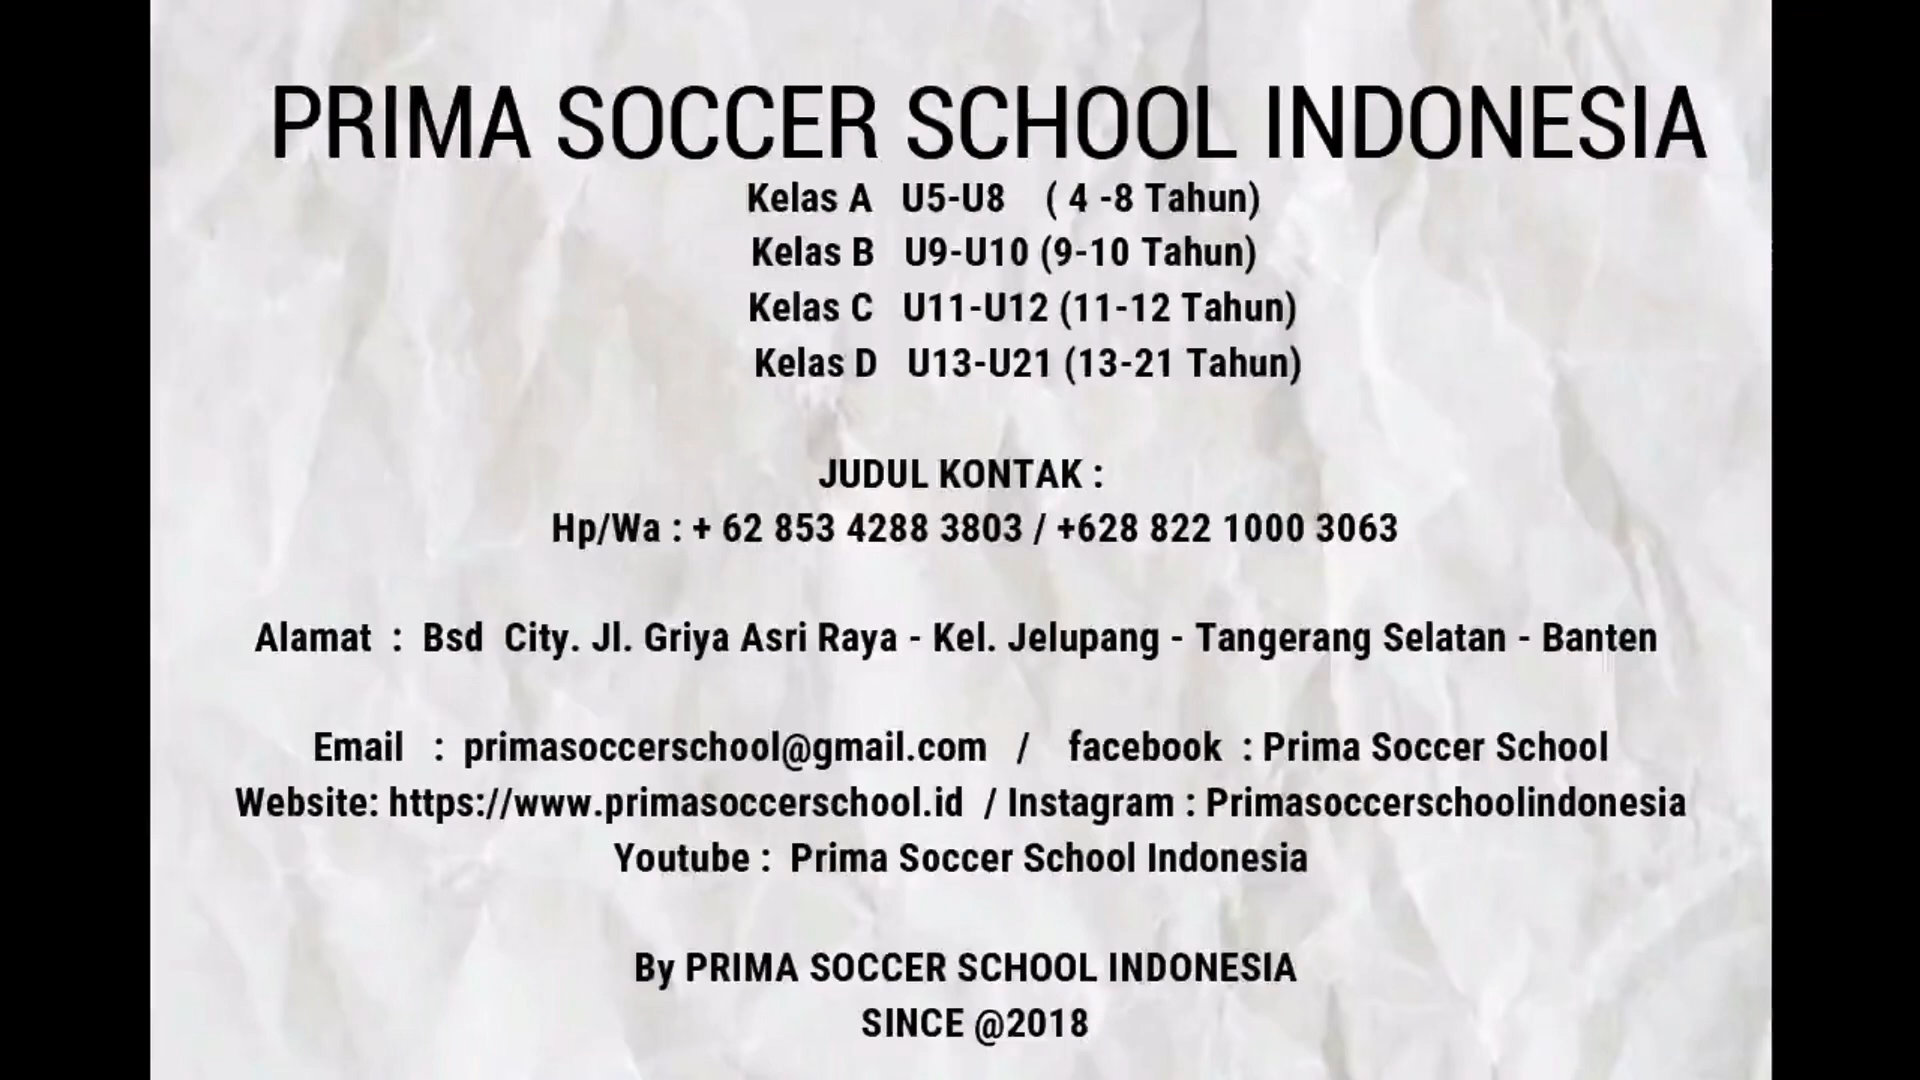 PRIMA SOCCER SCHOOL INDONESIA
Kelas A U5-U8 ( 4 -8 Tahun)
Kelas B U9-U10 (9-10 Tahun)
Kelas C U11-U12 (11-12 Tahun)
Kelas D U13-U21 (13-21 Tahun)
JUDUL KONTAK :
Hp/Wa : + 62 853 4288 3803 / +628 822 1000 3063
Alamat : Bsd City. Jl. Griya Asri Raya - Kel. Jelupang - Tangerang Selatan - Banten
Email : primasoccerschool@gmail.com / facebook : Prima Soccer School
Website: https://www.primasoccerschool.id / Instagram : Primasoccerschoolindonesia
Youtube : Prima Soccer School Indonesia
By PRIMA SOCCER SCHOOL INDONESIA
SINCE @2018